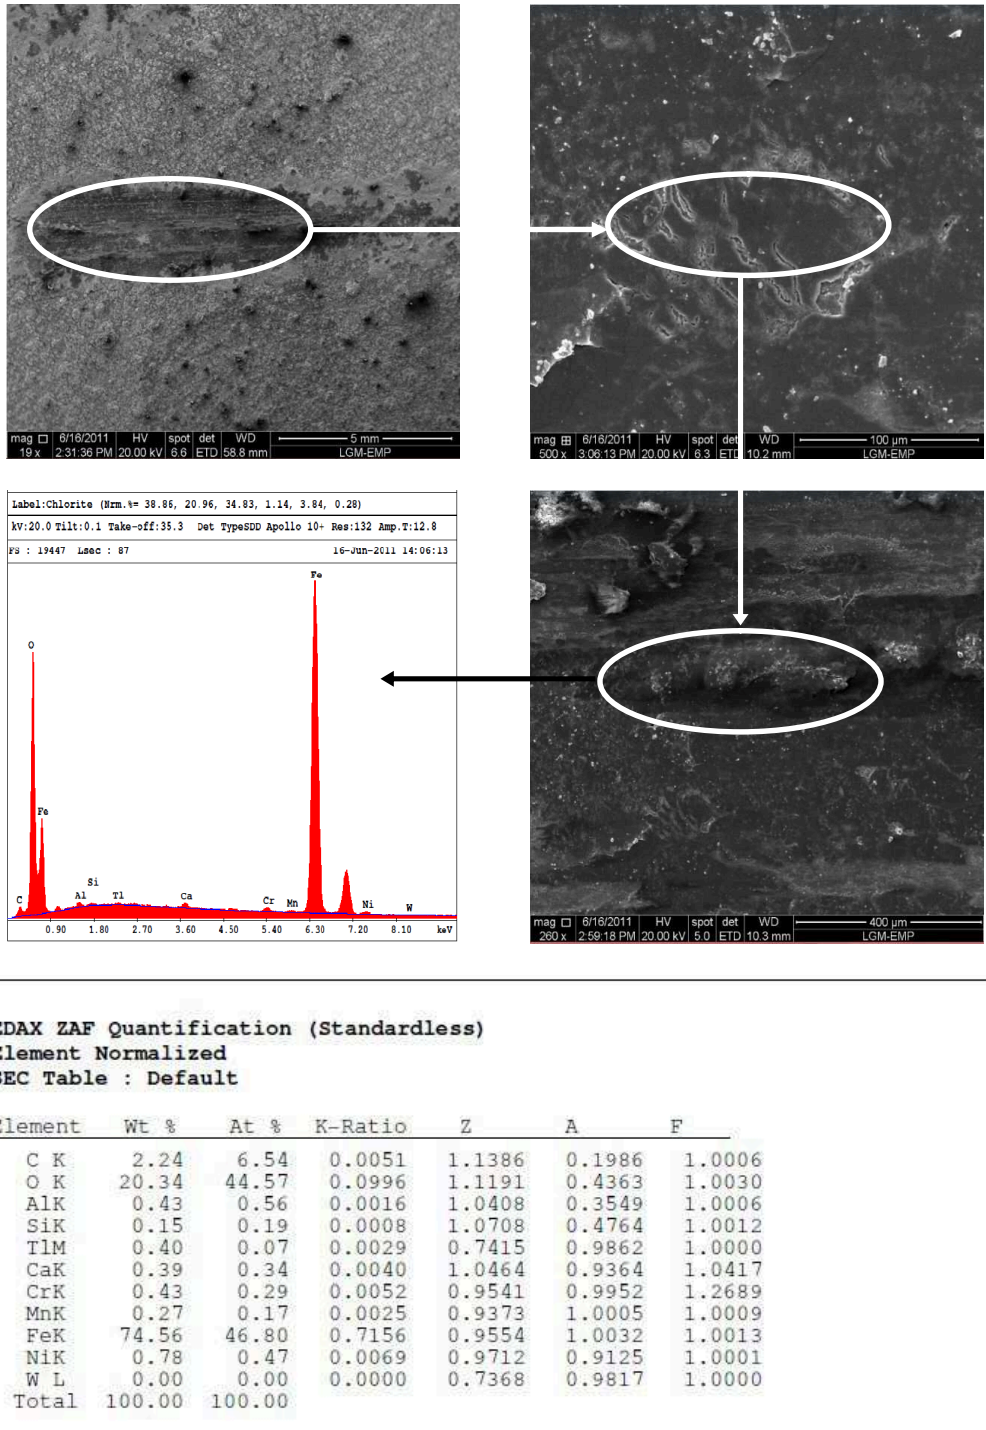 mag 6/16/2011 HV spot det WD 5 mm
19 x 2:31:36 PM 20.00 kV 6.6 ETD 58.8 mm LGM-EMP
mag 6/16/2011 HV spot det WD 100 µm
500 x 3:06:13 PM 20.00 kV 6.3 ETD 10.2 mm LGM-EMP
Label:Chlorite (Nrm.%= 38.86, 20.96, 34.83, 1.14, 3.84, 0.28)
kV:20.0 Tilt:0.1 Take-off:35.3 Det TypeSDD Apollo 10+ Res:132 Amp.T:12.8
FS : 19447 Lsec : 87 16-Jun-2011 14:06:13
Fe
O
Fe
Si
C Al Tl Ca Cr Mn Ni W
0.90 1.80 2.70 3.60 4.50 5.40 6.30 7.20 8.10 keV
mag 6/16/2011 HV spot det WD 400 µm
260 x 2:59:18 PM 20.00 kV 5.0 ETD 10.3 mm LGM-EMP
EDAX ZAF Quantification (Standardless)
Element Normalized
SEC Table : Default
Element Wt % At % K-Ratio Z A F
C K 2.24 6.54 0.0051 1.1386 0.1986 1.0006
O K 20.34 44.57 0.0996 1.1191 0.4363 1.0030
AlK 0.43 0.56 0.0016 1.0408 0.3549 1.0006
SiK 0.15 0.19 0.0008 1.0708 0.4764 1.0012
TlM 0.40 0.07 0.0029 0.7415 0.9862 1.0000
CaK 0.39 0.34 0.0040 1.0464 0.9364 1.0417
CrK 0.43 0.29 0.0052 0.9541 0.9952 1.2689
MnK 0.27 0.17 0.0025 0.9373 1.0005 1.0009
FeK 74.56 46.80 0.7156 0.9554 1.0032 1.0013
NiK 0.78 0.47 0.0069 0.9712 0.9125 1.0001
W L 0.00 0.00 0.0000 0.7368 0.9817 1.0000
Total 100.00 100.00